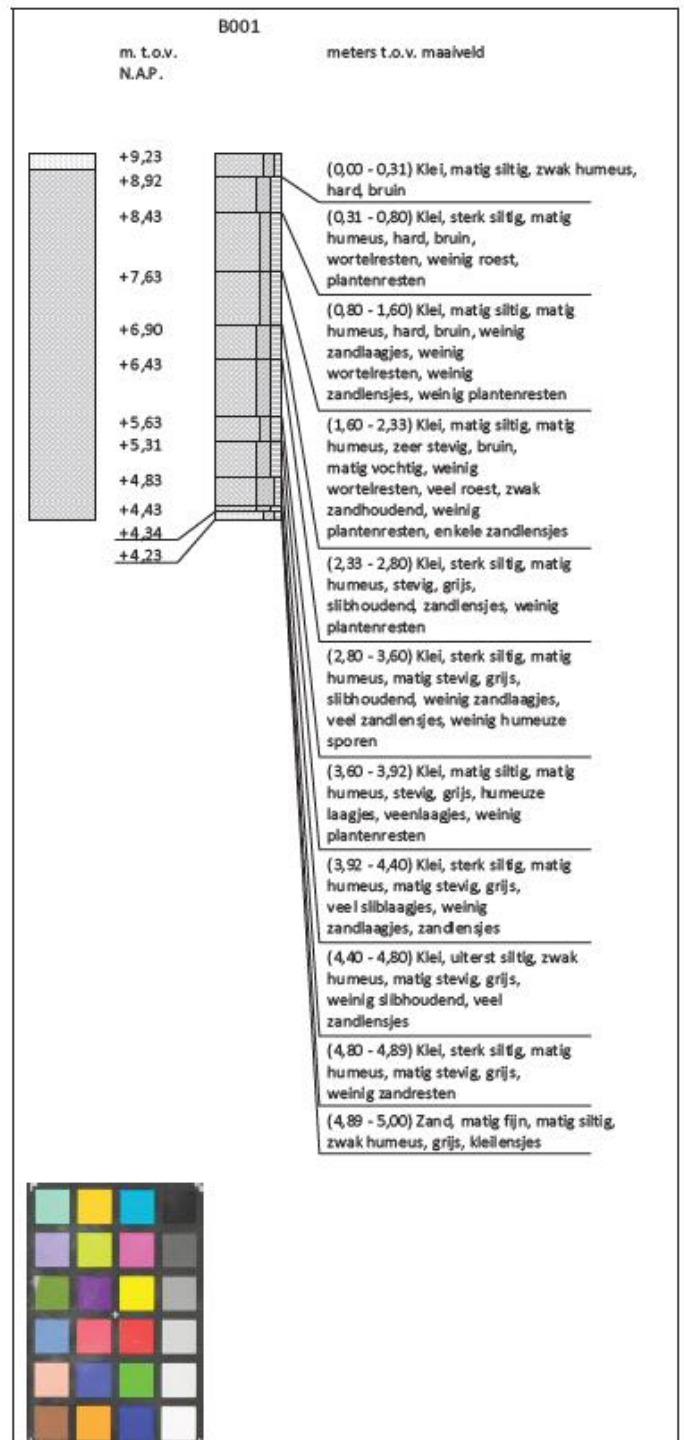 B001
m. t.o.v.
N.A.P.
meters t.o.v. maaiveld
+9,23
+8,92
+8,43
+7,63
+6,90
+6,43
+5,63
+5,31
+4,83
+4,43
+4,34
+4,23
(0,00 - 0,31) Klei, matig siltig, zwak humeus,
hard, bruin
(0,31 - 0,80) Klei, sterk siltig, matig
humeus, hard, bruin,
wortelresten, weinig roest,
plantenresten
(0,80 - 1,60) Klei, matig siltig, matig
humeus, hard, bruin, weinig
zandlaagjes, weinig
wortelresten, weinig
zandlensjes, weinig plantenresten
(1,60 - 2,33) Klei, matig siltig, matig
humeus, zeer stevig, bruin,
matig vochtig, weinig
wortelresten, veel roest, zwak
zandhoudend, weinig
plantenresten, enkele zandlensjes
(2,33 - 2,80) Klei, sterk siltig, matig
humeus, stevig, grijs,
slibhoudend, zandlensjes, weinig
plantenresten
(2,80 - 3,60) Klei, sterk siltig, matig
humeus, matig stevig, grijs,
slibhoudend, weinig zandlaagjes,
veel zandlensjes, weinig humeuze
sporen
(3,60 - 3,92) Klei, matig siltig, matig
humeus, stevig, grijs, humeuze
laagjes, veenlaagjes, weinig
plantenresten
(3,92 - 4,40) Klei, sterk siltig, matig
humeus, matig stevig, grijs,
veel sliblaagjes, weinig
zandlaagjes, zandlensjes
(4,40 - 4,80) Klei, uiterst siltig, zwak
humeus, matig stevig, grijs,
weinig slibhoudend, veel
zandlensjes
(4,80 - 4,89) Klei, sterk siltig, matig
humeus, matig stevig, grijs,
weinig zandresten
(4,89 - 5,00) Zand, matig fijn, matig siltig,
zwak humeus, grijs, kleilensjes